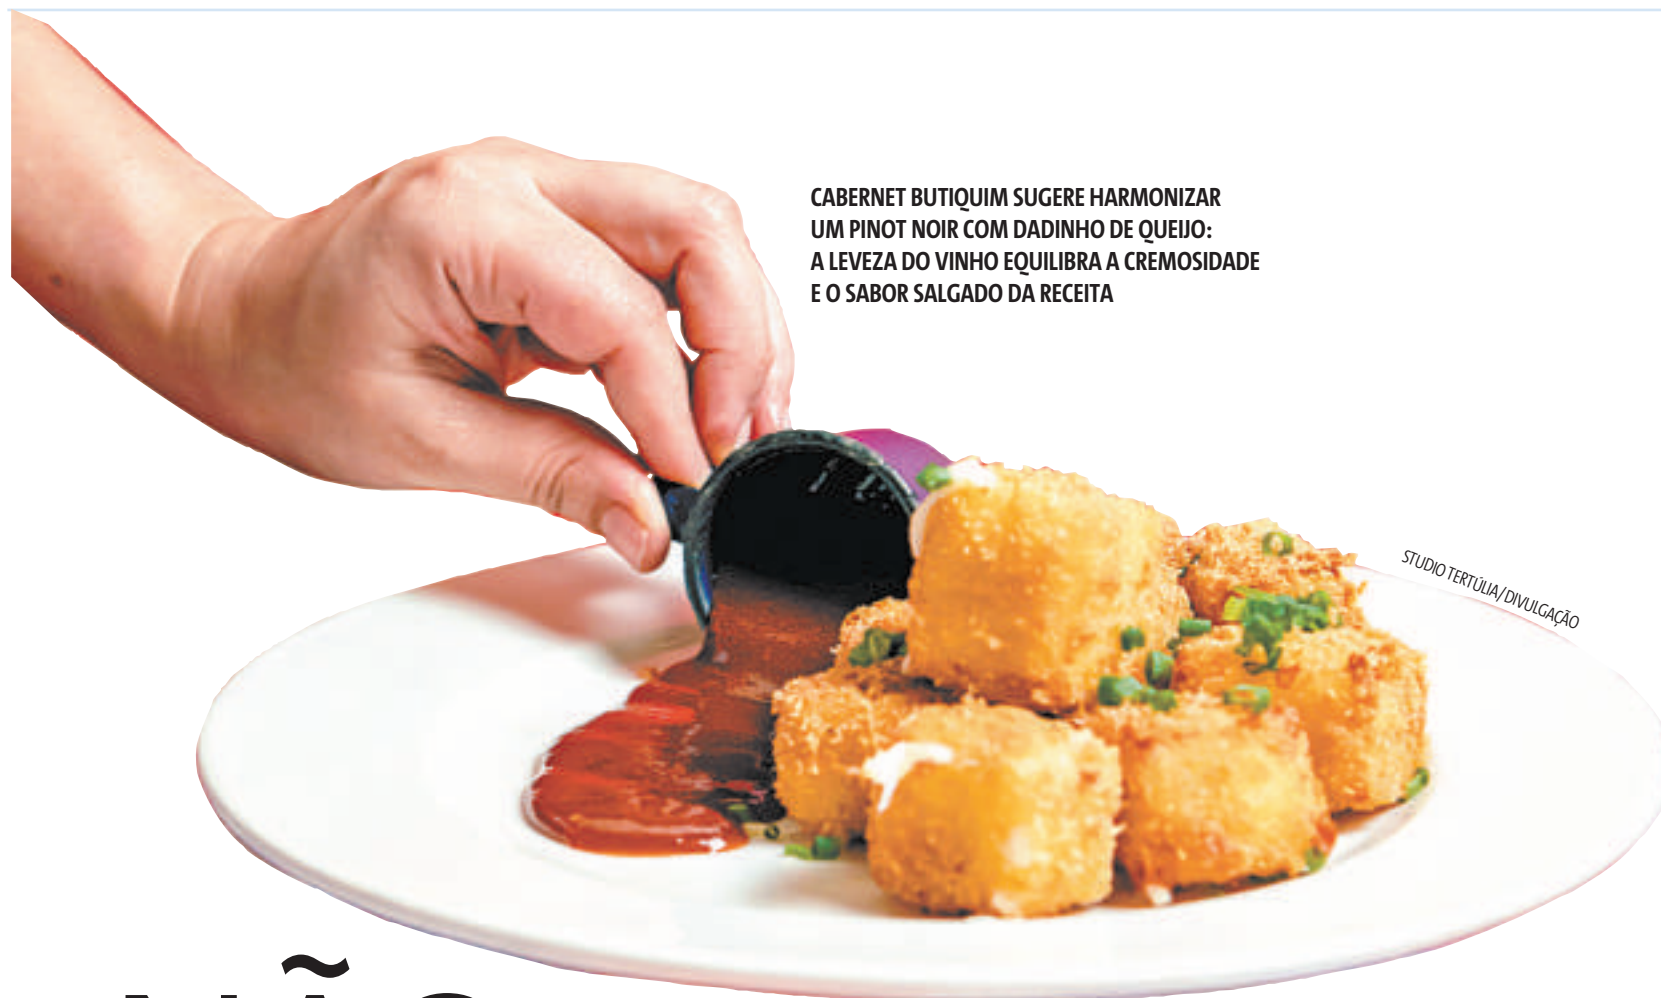 CABERNET BUTIQUIM SUGERE HARMONIZAR
UM PINOT NOIR COM DADINHO DE QUEIJO:
A LEVEZA DO VINHO EQUILIBRA A CREMOSIDADE
E O SABOR SALGADO DA RECEITA
STUDIO TERTÚLIA/DIVULGAÇÃO